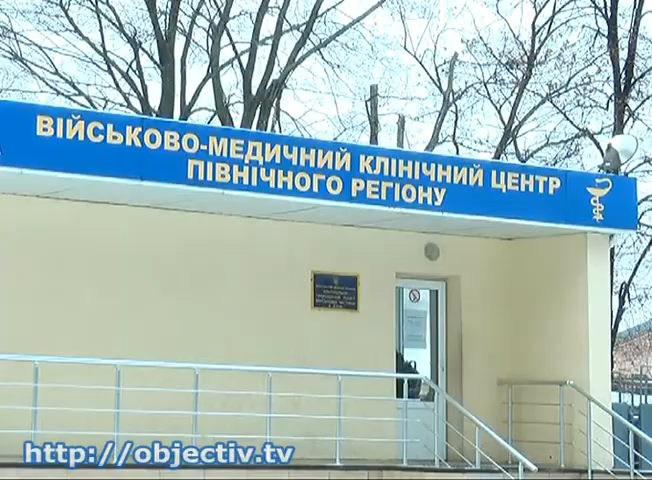 ВІЙСЬКОВО-МЕДИЧНИЙ КЛІНІЧНИЙ ЦЕНТР
ПІВНІЧНОГО РЕГІОНУ
http://objectiv.tv